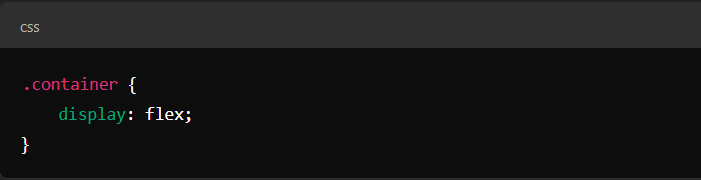 css
.container {
    display: flex;
}